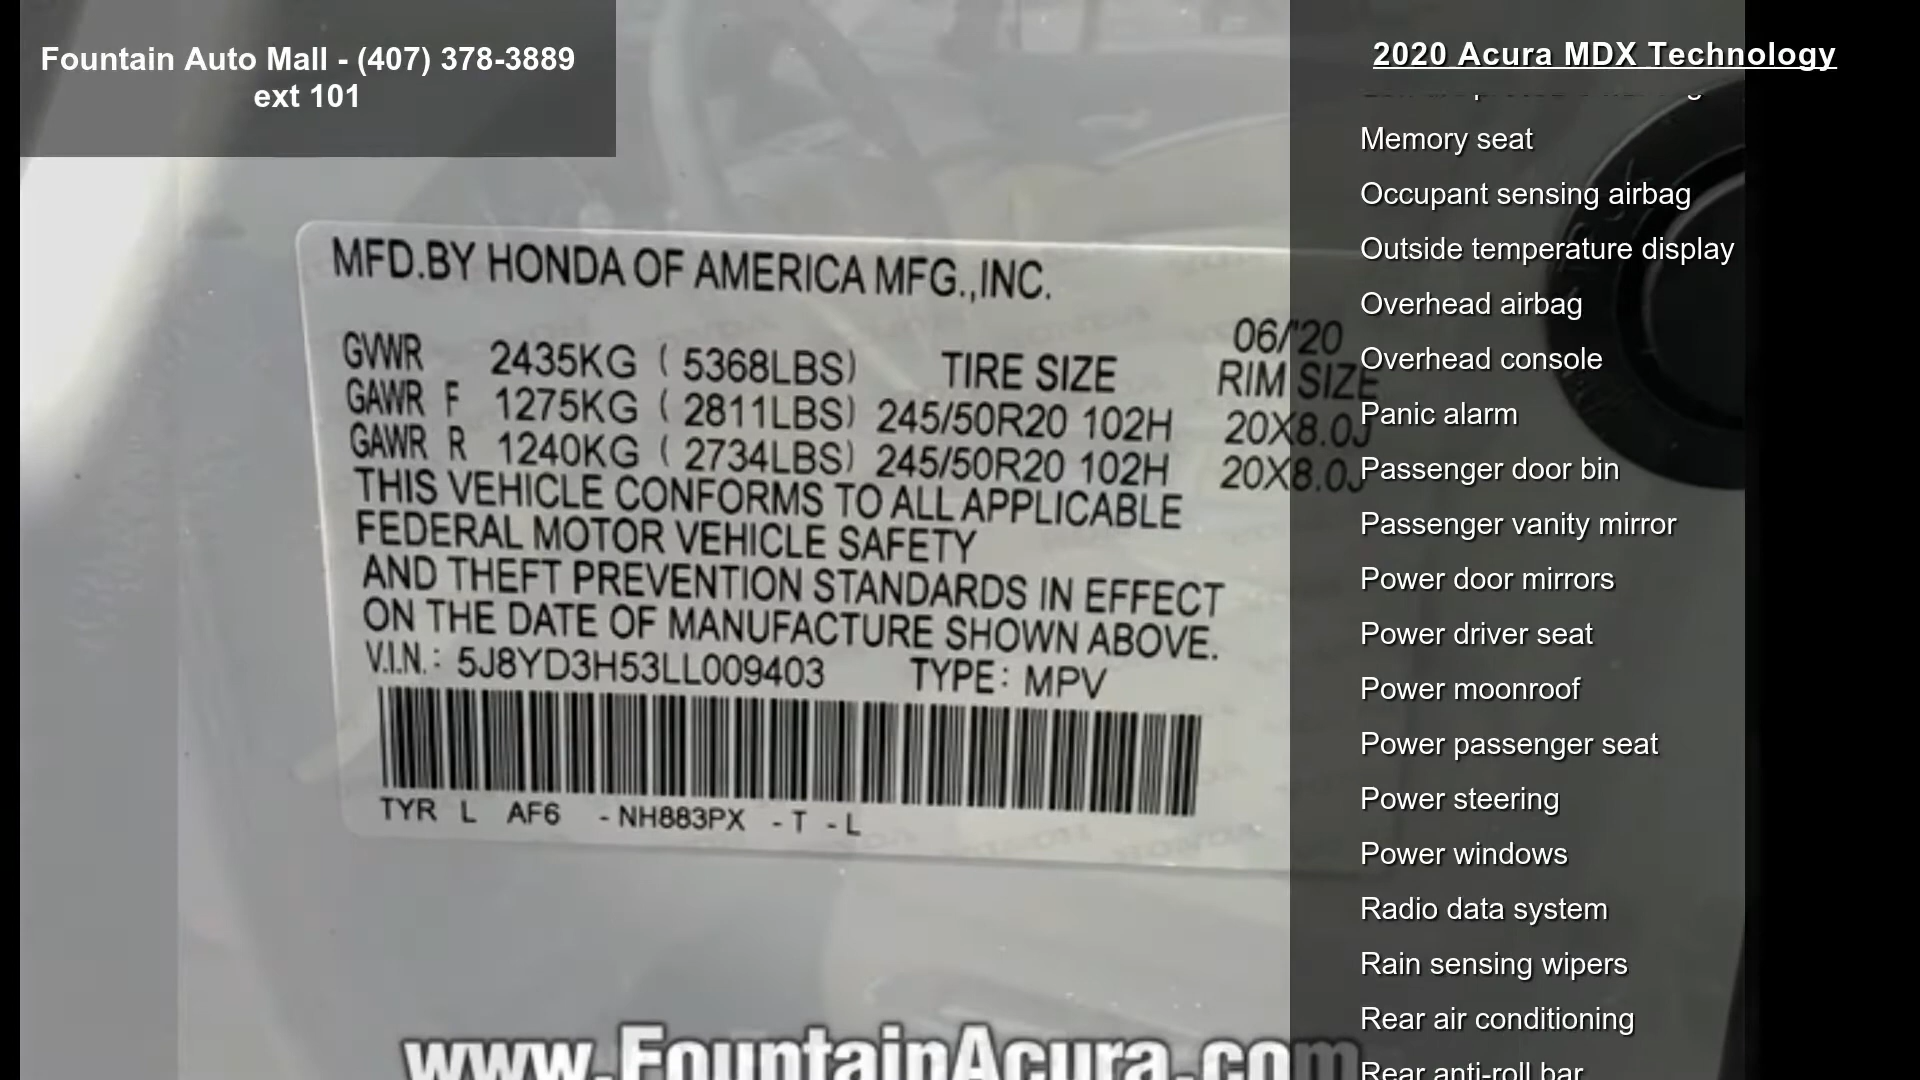 Fountain Auto Mall - (407) 378-3889
ext 101
2020 Acura MDX Technology
MFD.BY HONDA OF AMERICA MFG.,INC.
06/'20
GVWR 2435KG ( 5368LBS) TIRE SIZE RIM SIZE
GAWR F 1275KG ( 2811LBS) 245/50R20 102H 20X8.0J
GAWR R 1240KG ( 2734LBS) 245/50R20 102H 20X8.0J
THIS VEHICLE CONFORMS TO ALL APPLICABLE
FEDERAL MOTOR VEHICLE SAFETY
AND THEFT PREVENTION STANDARDS IN EFFECT
ON THE DATE OF MANUFACTURE SHOWN ABOVE.
V.I.N.: 5J8YD3H53LL009403 TYPE: MPV
TYR L AF6 -NH883PX -T -L
www.FountainAcura.com
Memory seat
Occupant sensing airbag
Outside temperature display
Overhead airbag
Overhead console
Panic alarm
Passenger door bin
Passenger vanity mirror
Power door mirrors
Power driver seat
Power moonroof
Power passenger seat
Power steering
Power windows
Radio data system
Rain sensing wipers
Rear air conditioning
Rear anti-roll bar